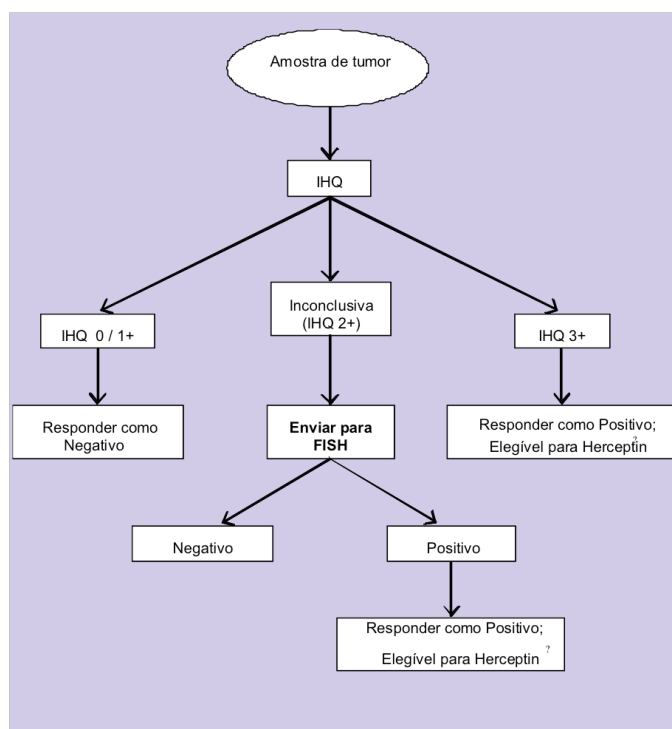 Amostra de tumor
IHQ
IHQ 0 / 1+
Inconclusiva
(IHQ 2+)
IHQ 3+
Responder como
Negativo
Enviar para
FISH
Responder como Positivo;
Elegível para Herceptin ?
Negativo
Positivo
Responder como Positivo;
Elegível para Herceptin ?